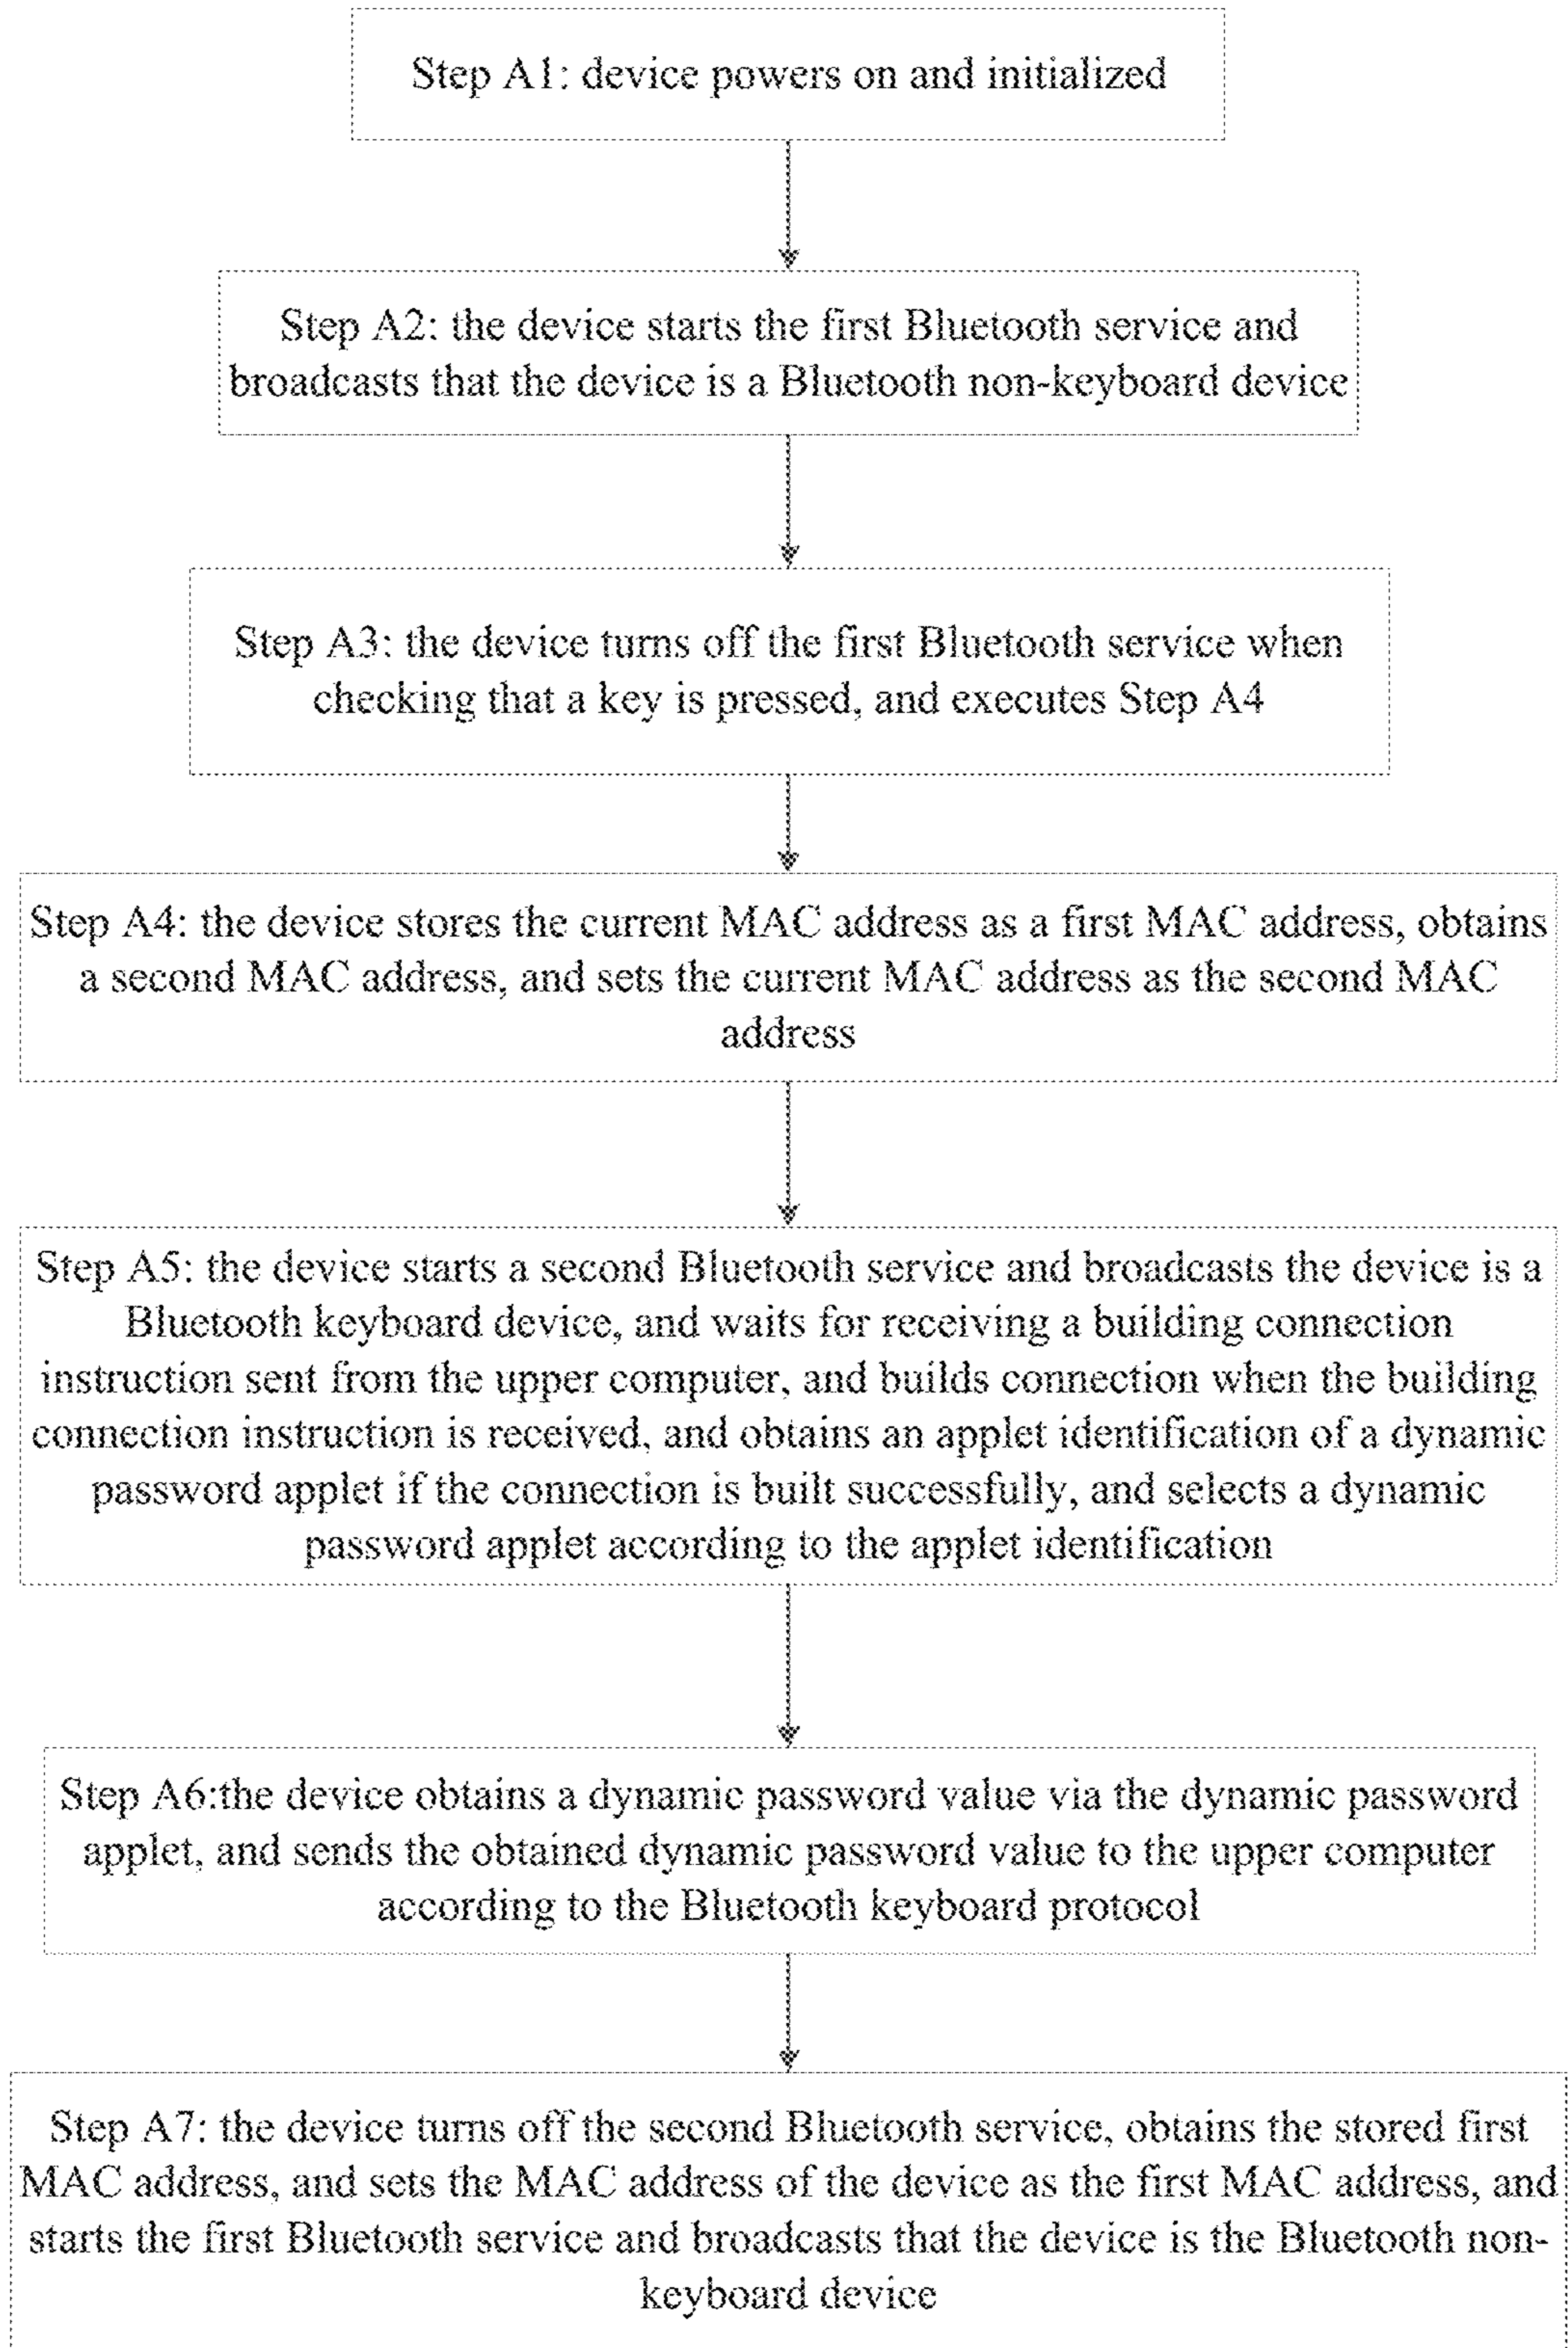 Step A1: device powers on and initialized
Step A2: the device starts the first Bluetooth service and
broadcasts that the device is a Bluetooth non-keyboard device
Step A3: the device turns off the first Bluetooth service when
checking that a key is pressed, and executes Step A4
Step A4: the device stores the current MAC address as a first MAC address, obtains
a second MAC address, and sets the current MAC address as the second MAC
address
Step A5: the device starts a second Bluetooth service and broadcasts the device is a
Bluetooth keyboard device, and waits for receiving a building connection
instruction sent from the upper computer, and builds connection when the building
connection instruction is received, and obtains an applet identification of a dynamic
password applet if the connection is built successfully, and selects a dynamic
password applet according to the applet identification
Step A6:the device obtains a dynamic password value via the dynamic password
applet, and sends the obtained dynamic password value to the upper computer
according to the Bluetooth keyboard protocol
Step A7: the device turns off the second Bluetooth service, obtains the stored first
MAC address, and sets the MAC address of the device as the first MAC address, and
starts the first Bluetooth service and broadcasts that the device is the Bluetooth non-
keyboard device